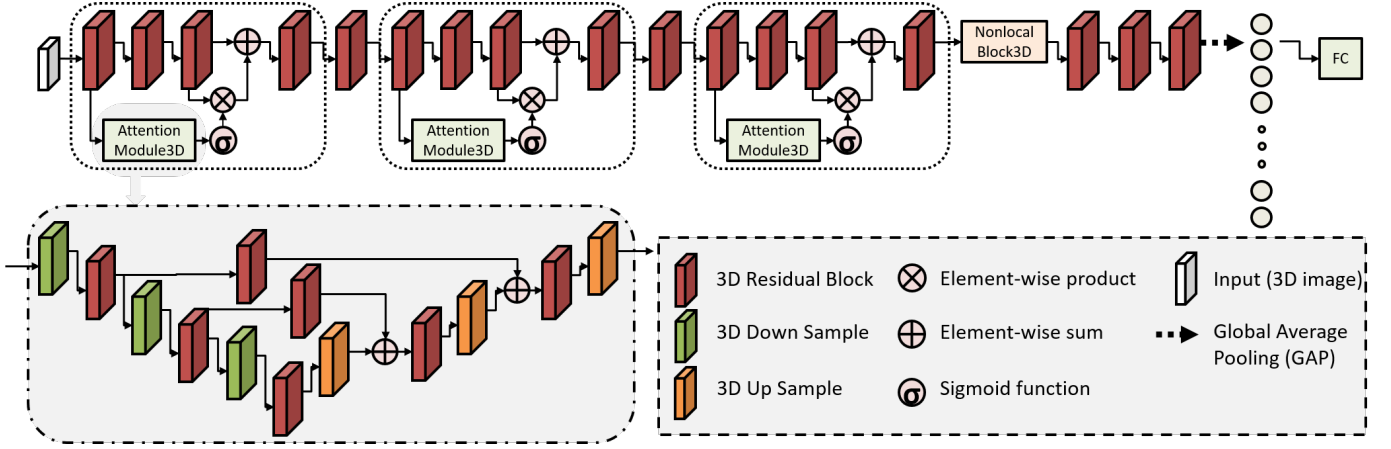 Nonlocal
Block3D
FC
Attention
Module3D
σ
Attention
Module3D
σ
Attention
Module3D
σ
3D Residual Block
Element-wise product
Input (3D image)
3D Down Sample
Element-wise sum
Global Average
Pooling (GAP)
3D Up Sample
σ
Sigmoid function